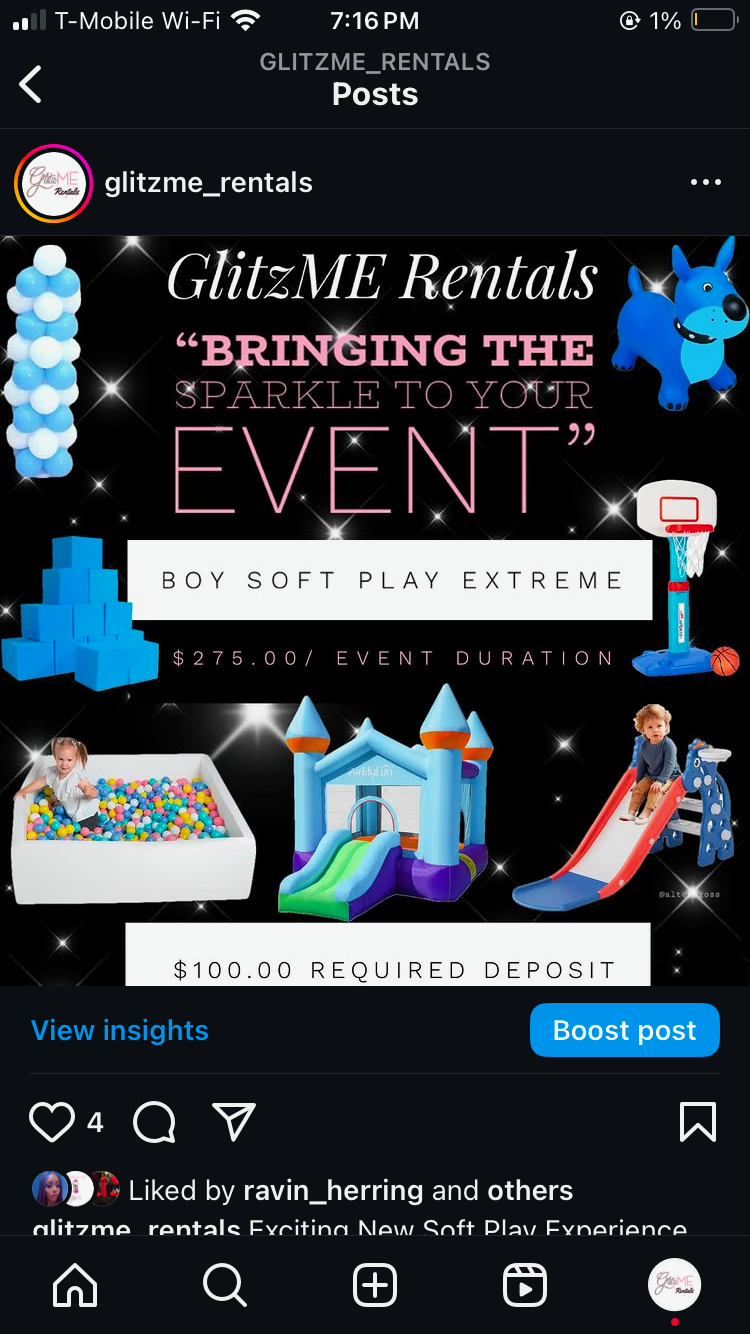 T-Mobile Wi-Fi 7:16 PM 1%
GLITZME_RENTALS
Posts
GlitzME Rentals
glitzme_rentals
GlitzME Rentals
“BRINGING THE
SPARKLE TO YOUR
EVENT”
BOY SOFT PLAY EXTREME
$275.00/ EVENT DURATION
$100.00 REQUIRED DEPOSIT
View insights
Boost post
4
Liked by ravin_herring and others
glitzme_rentals Exciting New Soft Play Experience
GlitzME Rentals